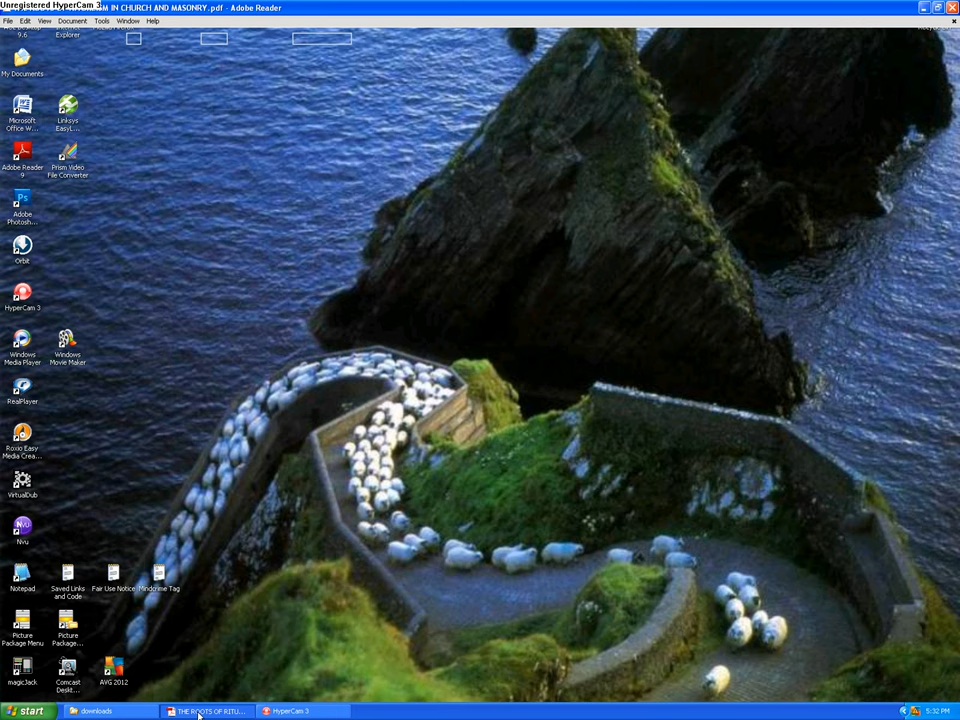 Unregistered HyperCam 3
M IN CHURCH AND MASONRY.pdf - Adobe Reader
File Edit View Document Tools Window Help
9.6
Explorer
My Documents
Microsoft Office W...
Linksys EasyL...
Adobe Reader 9
Prism Video File Converter
Adobe Photosh...
Orbit
HyperCam 3
Windows Media Player
Windows Movie Maker
RealPlayer
Roxio Easy Media Crea...
VirtualDub
Nvu
Notepad
Saved Links and Code
Fair Use Notice
Mindcrime Tag
Picture Package Menu
Picture Package...
magicJack
Comcast Deskt...
AVG 2012
start
downloads
THE ROOTS OF RITU...
HyperCam 3
5:32 PM